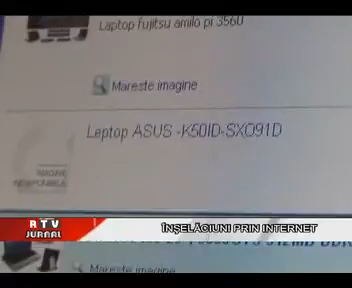 Laptop fujitsu amilo pi 3560
Mareste imagine
Laptop ASUS -K50ID-SX091D
RTV
JURNAL
ÎNȘELĂCIUNI PRIN INTERNET
Mareste imagine